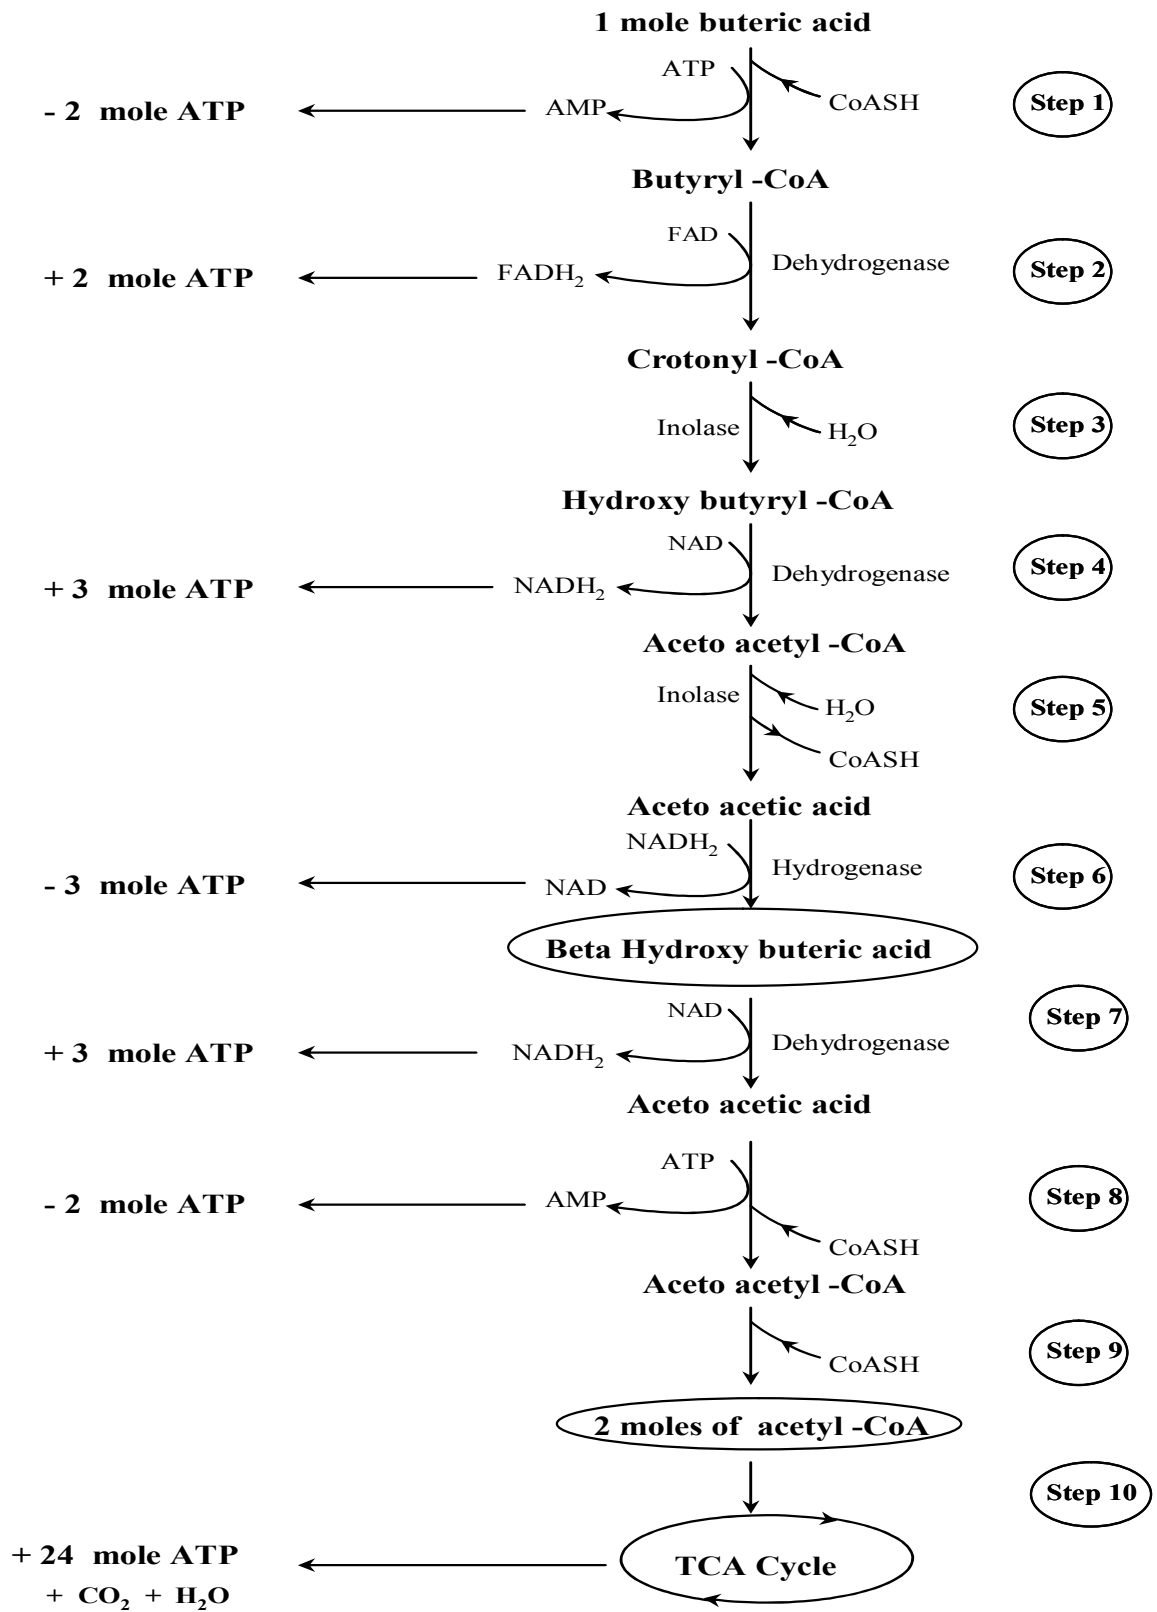 1 mole buteric acid
ATP
- 2 mole ATP
AMP
CoASH
Step 1
Butyryl -CoA
FAD
+ 2 mole ATP
FADH₂
Dehydrogenase
Step 2
Crotonyl -CoA
Inolase
H₂O
Step 3
Hydroxy butyryl -CoA
NAD
+ 3 mole ATP
NADH₂
Dehydrogenase
Step 4
Aceto acetyl -CoA
Inolase
H₂O
Step 5
CoASH
Aceto acetic acid
NADH₂
- 3 mole ATP
NAD
Hydrogenase
Step 6
Beta Hydroxy buteric acid
NAD
Step 7
+ 3 mole ATP
NADH₂
Dehydrogenase
Aceto acetic acid
ATP
- 2 mole ATP
AMP
Step 8
CoASH
Aceto acetyl -CoA
CoASH
Step 9
2 moles of acetyl -CoA
Step 10
+ 24 mole ATP
TCA Cycle
+ CO₂ + H₂O